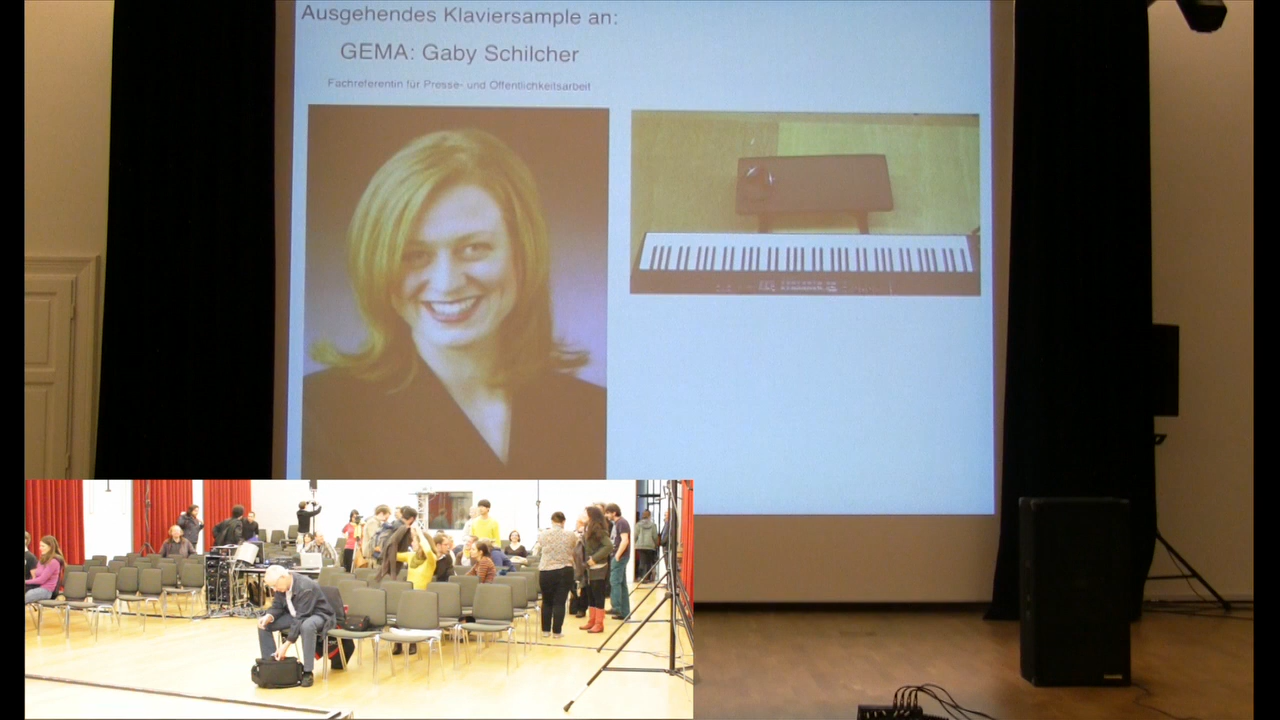 Ausgehendes Klaviersample an:
GEMA: Gaby Schilcher
Fachreferentin für Presse- und Öffentlichkeitsarbeit